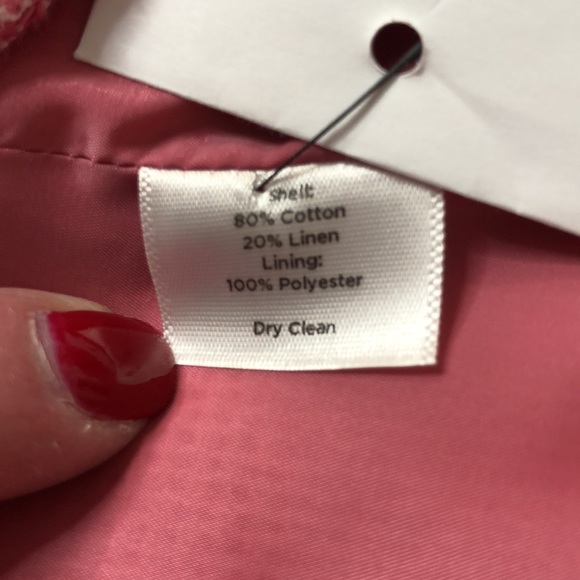 Shell:
80% Cotton
20% Linen
Lining:
100% Polyester
Dry Clean